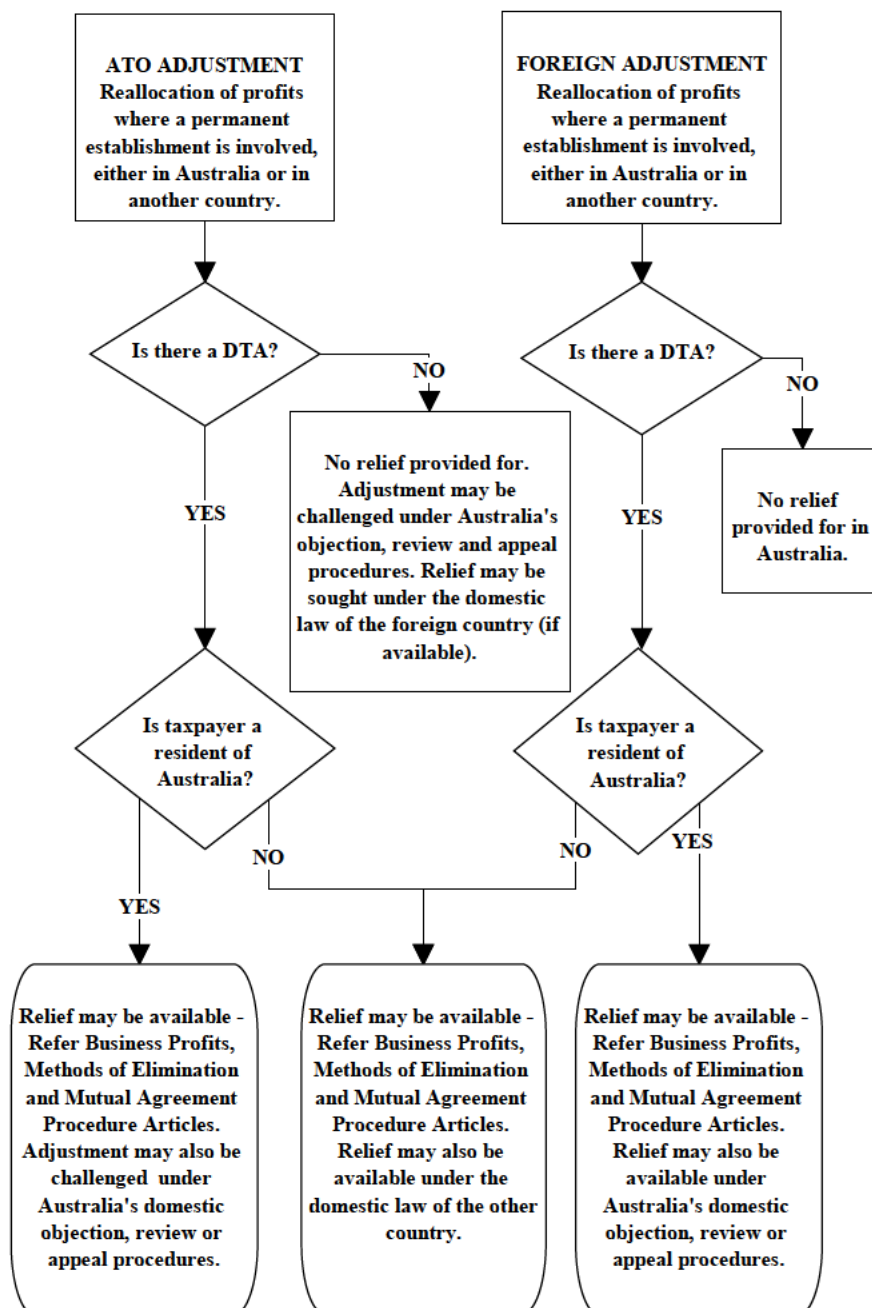 ATO ADJUSTMENT
Reallocation of profits
where a permanent
establishment is involved,
either in Australia or in
another country.
FOREIGN ADJUSTMENT
Reallocation of profits
where a permanent
establishment is involved,
either in Australia or in
another country.
Is there a DTA?
NO
Is there a DTA?
NO
No relief provided for.
Adjustment may be
challenged under Australia's
objection, review and appeal
procedures. Relief may be
sought under the domestic
law of the foreign country (if
available).
No relief
provided for in
Australia.
YES
YES
Is taxpayer a
resident of
Australia?
Is taxpayer a
resident of
Australia?
NO
NO
YES
YES
Relief may be available -
Refer Business Profits,
Methods of Elimination
and Mutual Agreement
Procedure Articles.
Adjustment may also be
challenged under
Australia's domestic
objection, review or
appeal procedures.
Relief may be available -
Refer Business Profits,
Methods of Elimination
and Mutual Agreement
Procedure Articles.
Relief may also be
available under the
domestic law of the other
country.
Relief may be available -
Refer Business Profits,
Methods of Elimination
and Mutual Agreement
Procedure Articles.
Relief may also be
available under
Australia's domestic
objection, review or
appeal procedures.